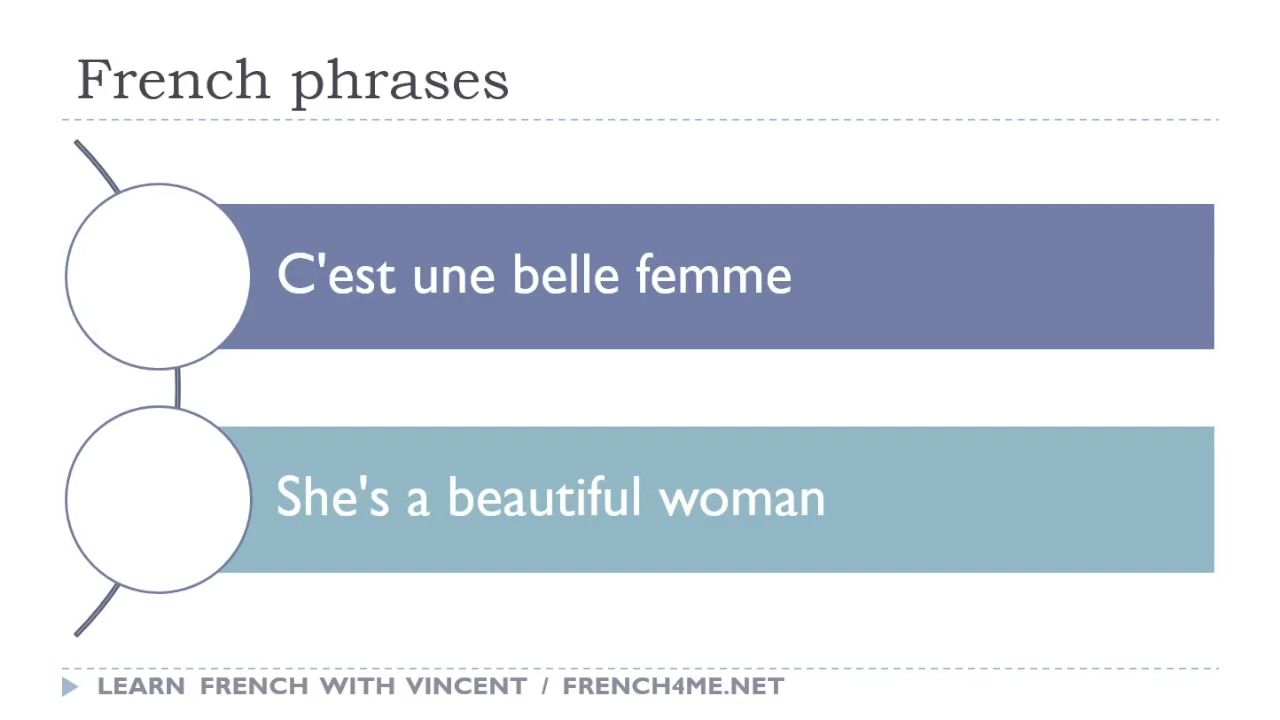 French phrases
C'est une belle femme
She's a beautiful woman
LEARN FRENCH WITH VINCENT / FRENCH4ME.NET